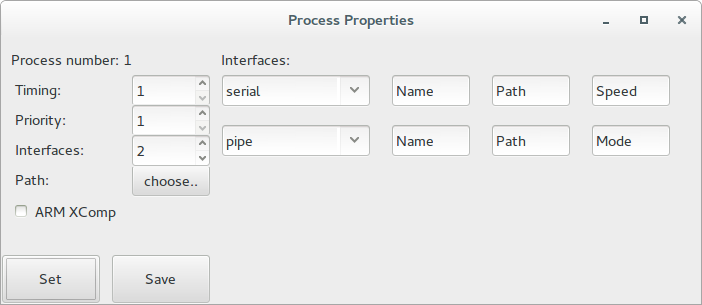 Process Properties
Process number: 1
Interfaces:
Timing:
1
serial
Name
Path
Speed
Priority:
1
Interfaces:
2
pipe
Name
Path
Mode
Path:
choose..
ARM XComp
Set
Save